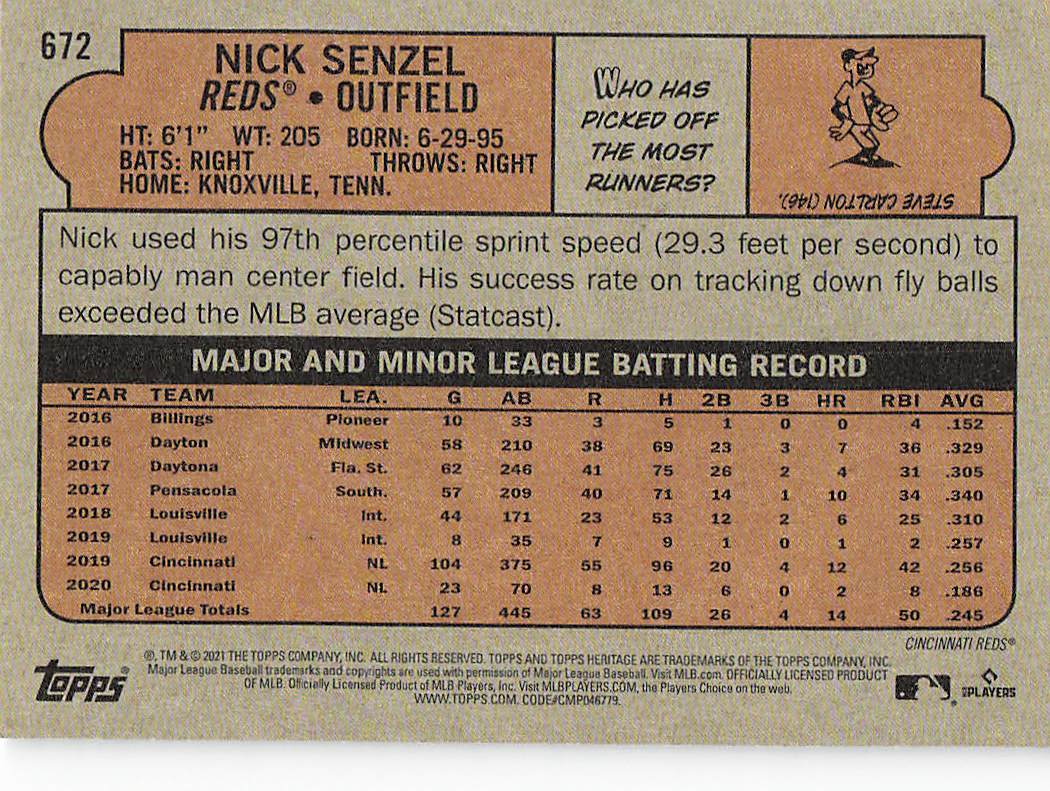 672
NICK SENZEL
REDS® • OUTFIELD
HT: 6'1" WT: 205 BORN: 6-29-95
BATS: RIGHT THROWS: RIGHT
HOME: KNOXVILLE, TENN.
WHO HAS
PICKED OFF
THE MOST
RUNNERS?
STEVE CARLTON (146).
Nick used his 97th percentile sprint speed (29.3 feet per second) to
capably man center field. His success rate on tracking down fly balls
exceeded the MLB average (Statcast).
MAJOR AND MINOR LEAGUE BATTING RECORD
YEAR TEAM LEA. G AB R H 2B 3B HR RBI AVG
2016 Billings Pioneer 10 33 3 5 1 0 0 4 .152
2016 Dayton Midwest 58 210 38 69 23 3 7 36 .329
2017 Daytona Fla. St. 62 246 41 75 26 2 4 31 .305
2017 Pensacola South. 57 209 40 71 14 1 10 34 .340
2018 Louisville Int. 44 171 23 53 12 2 6 25 .310
2019 Louisville Int. 8 35 7 9 1 0 1 2 .257
2019 Cincinnati NL 104 375 55 96 20 4 12 42 .256
2020 Cincinnati NL 23 70 8 13 6 0 2 8 .186
Major League Totals 127 445 63 109 26 4 14 50 .245
CINCINNATI REDS®
®, TM & © 2021 THE TOPPS COMPANY, INC. ALL RIGHTS RESERVED. TOPPS AND TOPPS HERITAGE ARE TRADEMARKS OF THE TOPPS COMPANY, INC.
Major League Baseball trademarks and copyrights are used with permission of Major League Baseball. Visit MLB.com. OFFICIALLY LICENSED PRODUCT
OF MLB. Officially Licensed Product of MLB Players, Inc. Visit MLBPLAYERS.COM, the Players Choice on the web.
WWW.TOPPS.COM. CODE#CMP046779.
topps®
PLAYERS